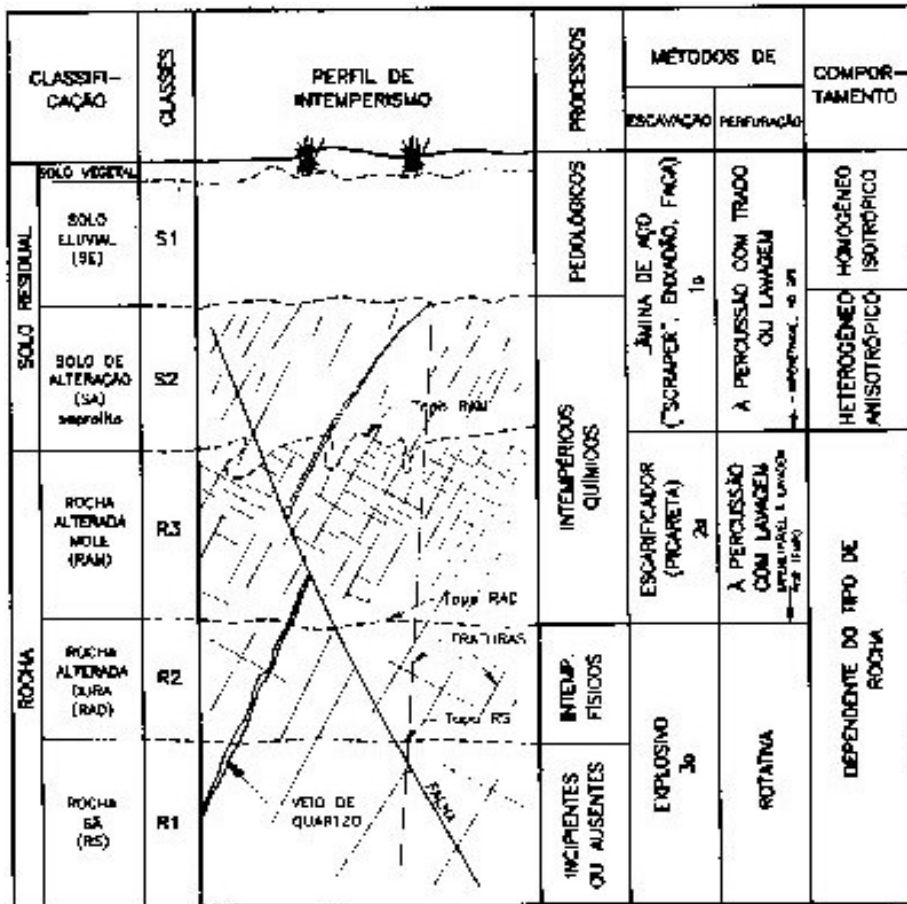 CLASSIFI-
CAÇÃO
CLASSES
PERFIL DE
INTEMPERISMO
PROCESSOS
MÉTODOS DE
ESCAVAÇÃO
PERFURAÇÃO
COMPOR-
TAMENTO
SOLO RESIDUAL
SOLO VEGETAL
SOLO
ELUVIAL
(SE)
S1
PEDOLÓGICOS
LÂMINA DE AÇO
("SCRAPER", ENXADÃO, FACA)
1a
À PERCUSSÃO COM TRADO
OU LAVAGEM
HOMOGÊNEO
ISOTRÓPICO
SOLO DE
ALTERAÇÃO
(SA)
saprolito
S2
Topo RAM
INTEMPÉRICOS
QUÍMICOS
HETEROGÊNEO
ANISOTRÓPICO
ROCHA
ROCHA
ALTERADA
MOLE
(RAM)
R3
Topo RAD
ESCARIFICADOR
(PICARETA)
2a
À PERCUSSÃO
COM LAVAGEM
DEPENDENTE DO TIPO DE
ROCHA
ROCHA
ALTERADA
DURA
(RAD)
R2
FRATURAS
Topo RS
INTEMP.
FÍSICOS
EXPLOSIVO
3a
ROTATIVA
ROCHA
SÃ
(RS)
R1
VEIO DE
QUARTZO
FALHA
INCIPIENTES
OU AUSENTES